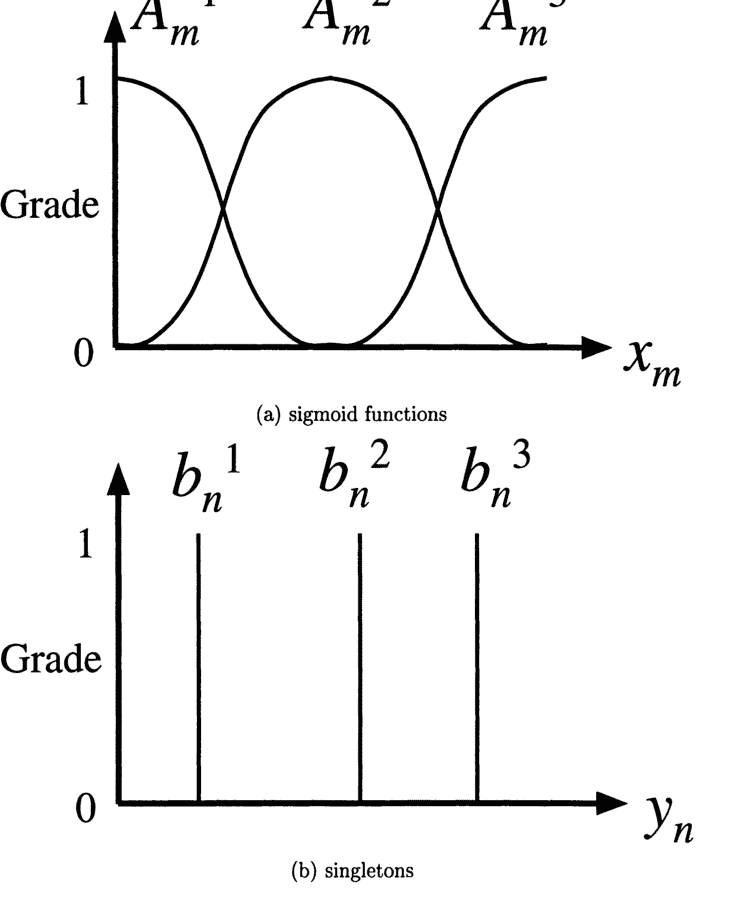 A_m^1 A_m^2 A_m^3
1
Grade
0
x_m
(a) sigmoid functions
b_n^1 b_n^2 b_n^3
1
Grade
0
y_n
(b) singletons